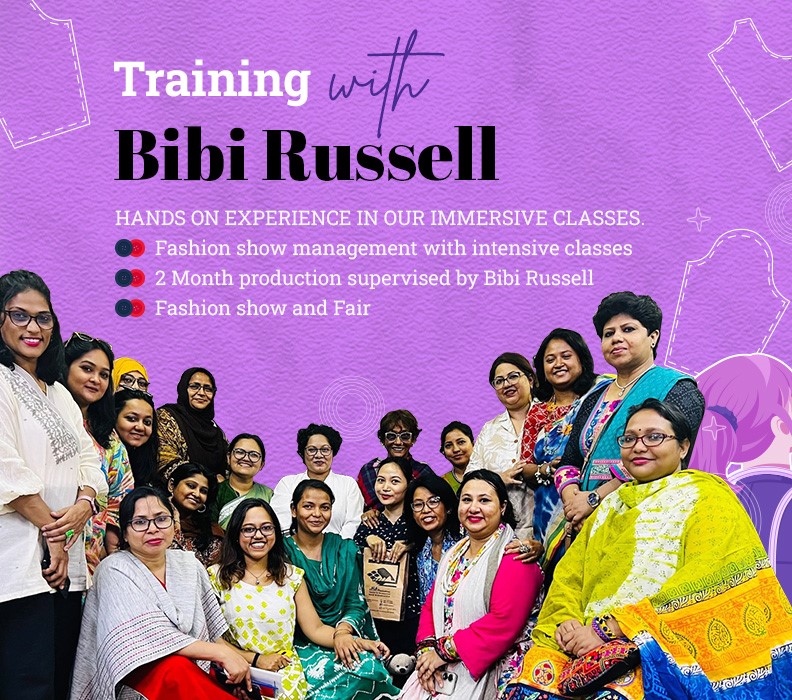 Training with
Bibi Russell
HANDS ON EXPERIENCE IN OUR IMMERSIVE CLASSES.
Fashion show management with intensive classes
2 Month production supervised by Bibi Russell
Fashion show and Fair